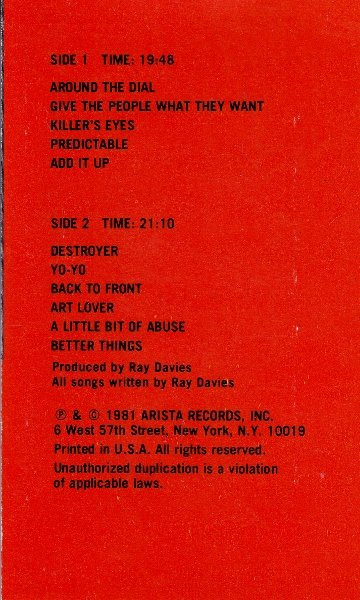 SIDE 1 TIME: 19:48
AROUND THE DIAL
GIVE THE PEOPLE WHAT THEY WANT
KILLER'S EYES
PREDICTABLE
ADD IT UP
SIDE 2 TIME: 21:10
DESTROYER
YO-YO
BACK TO FRONT
ART LOVER
A LITTLE BIT OF ABUSE
BETTER THINGS
Produced by Ray Davies
All songs written by Ray Davies
℗ & © 1981 ARISTA RECORDS, INC.
6 West 57th Street, New York, N.Y. 10019
Printed in U.S.A. All rights reserved.
Unauthorized duplication is a violation
of applicable laws.